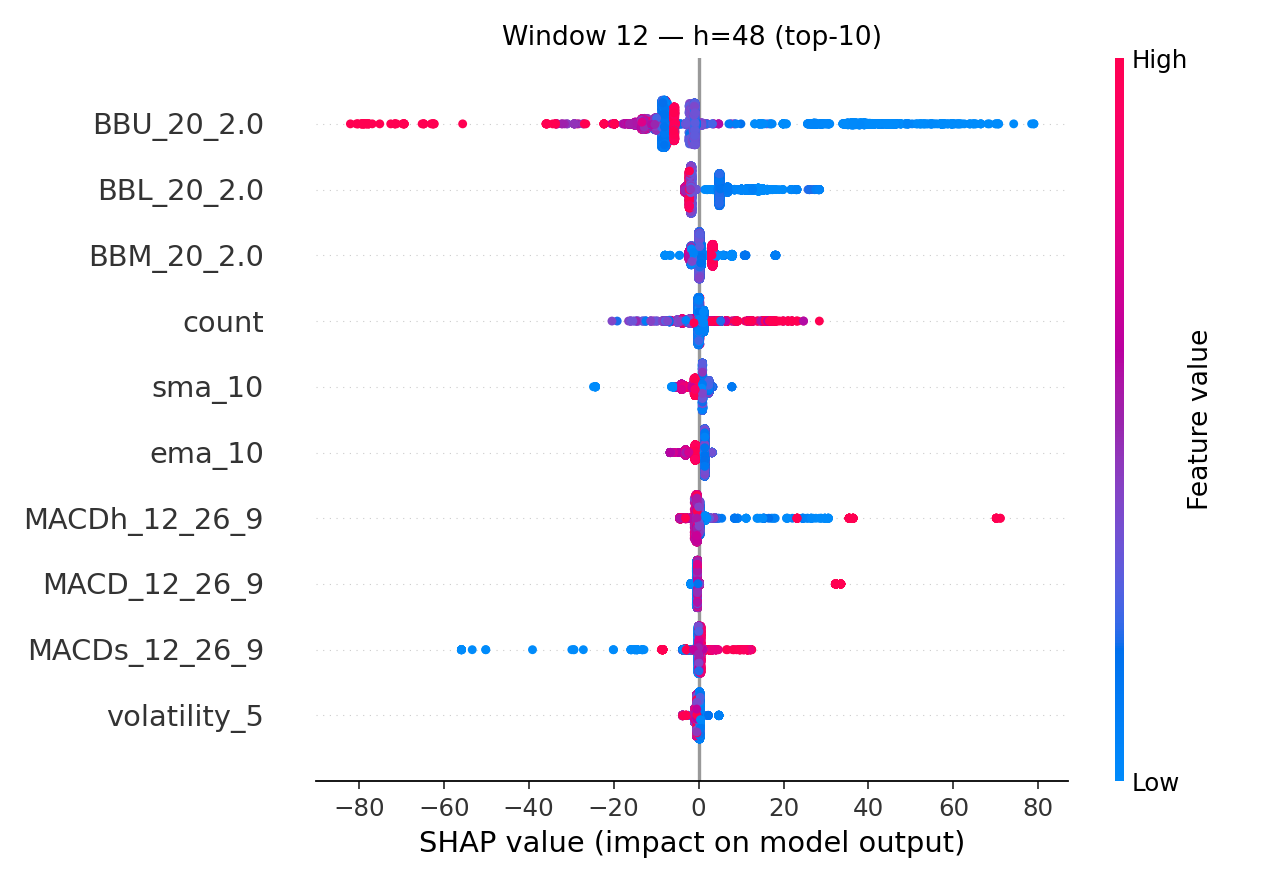 Window 12 — h=48 (top-10)
High
BBU_20_2.0
BBL_20_2.0
BBM_20_2.0
count
sma_10
ema_10
MACDh_12_26_9
MACD_12_26_9
MACDs_12_26_9
volatility_5
Feature value
Low
−80 −60 −40 −20 0 20 40 60 80
SHAP value (impact on model output)